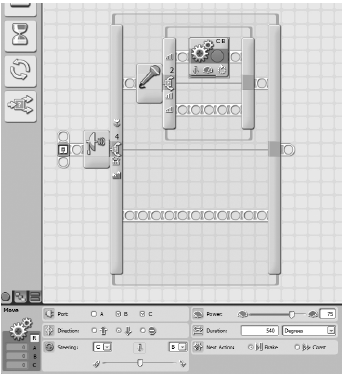 C B
2
4
Move
R
A
B
C
Port:
A
B
C
Power:
75
Direction:
Duration:
540
Degrees
Steering:
C
B
Next Action:
Brake
Coast